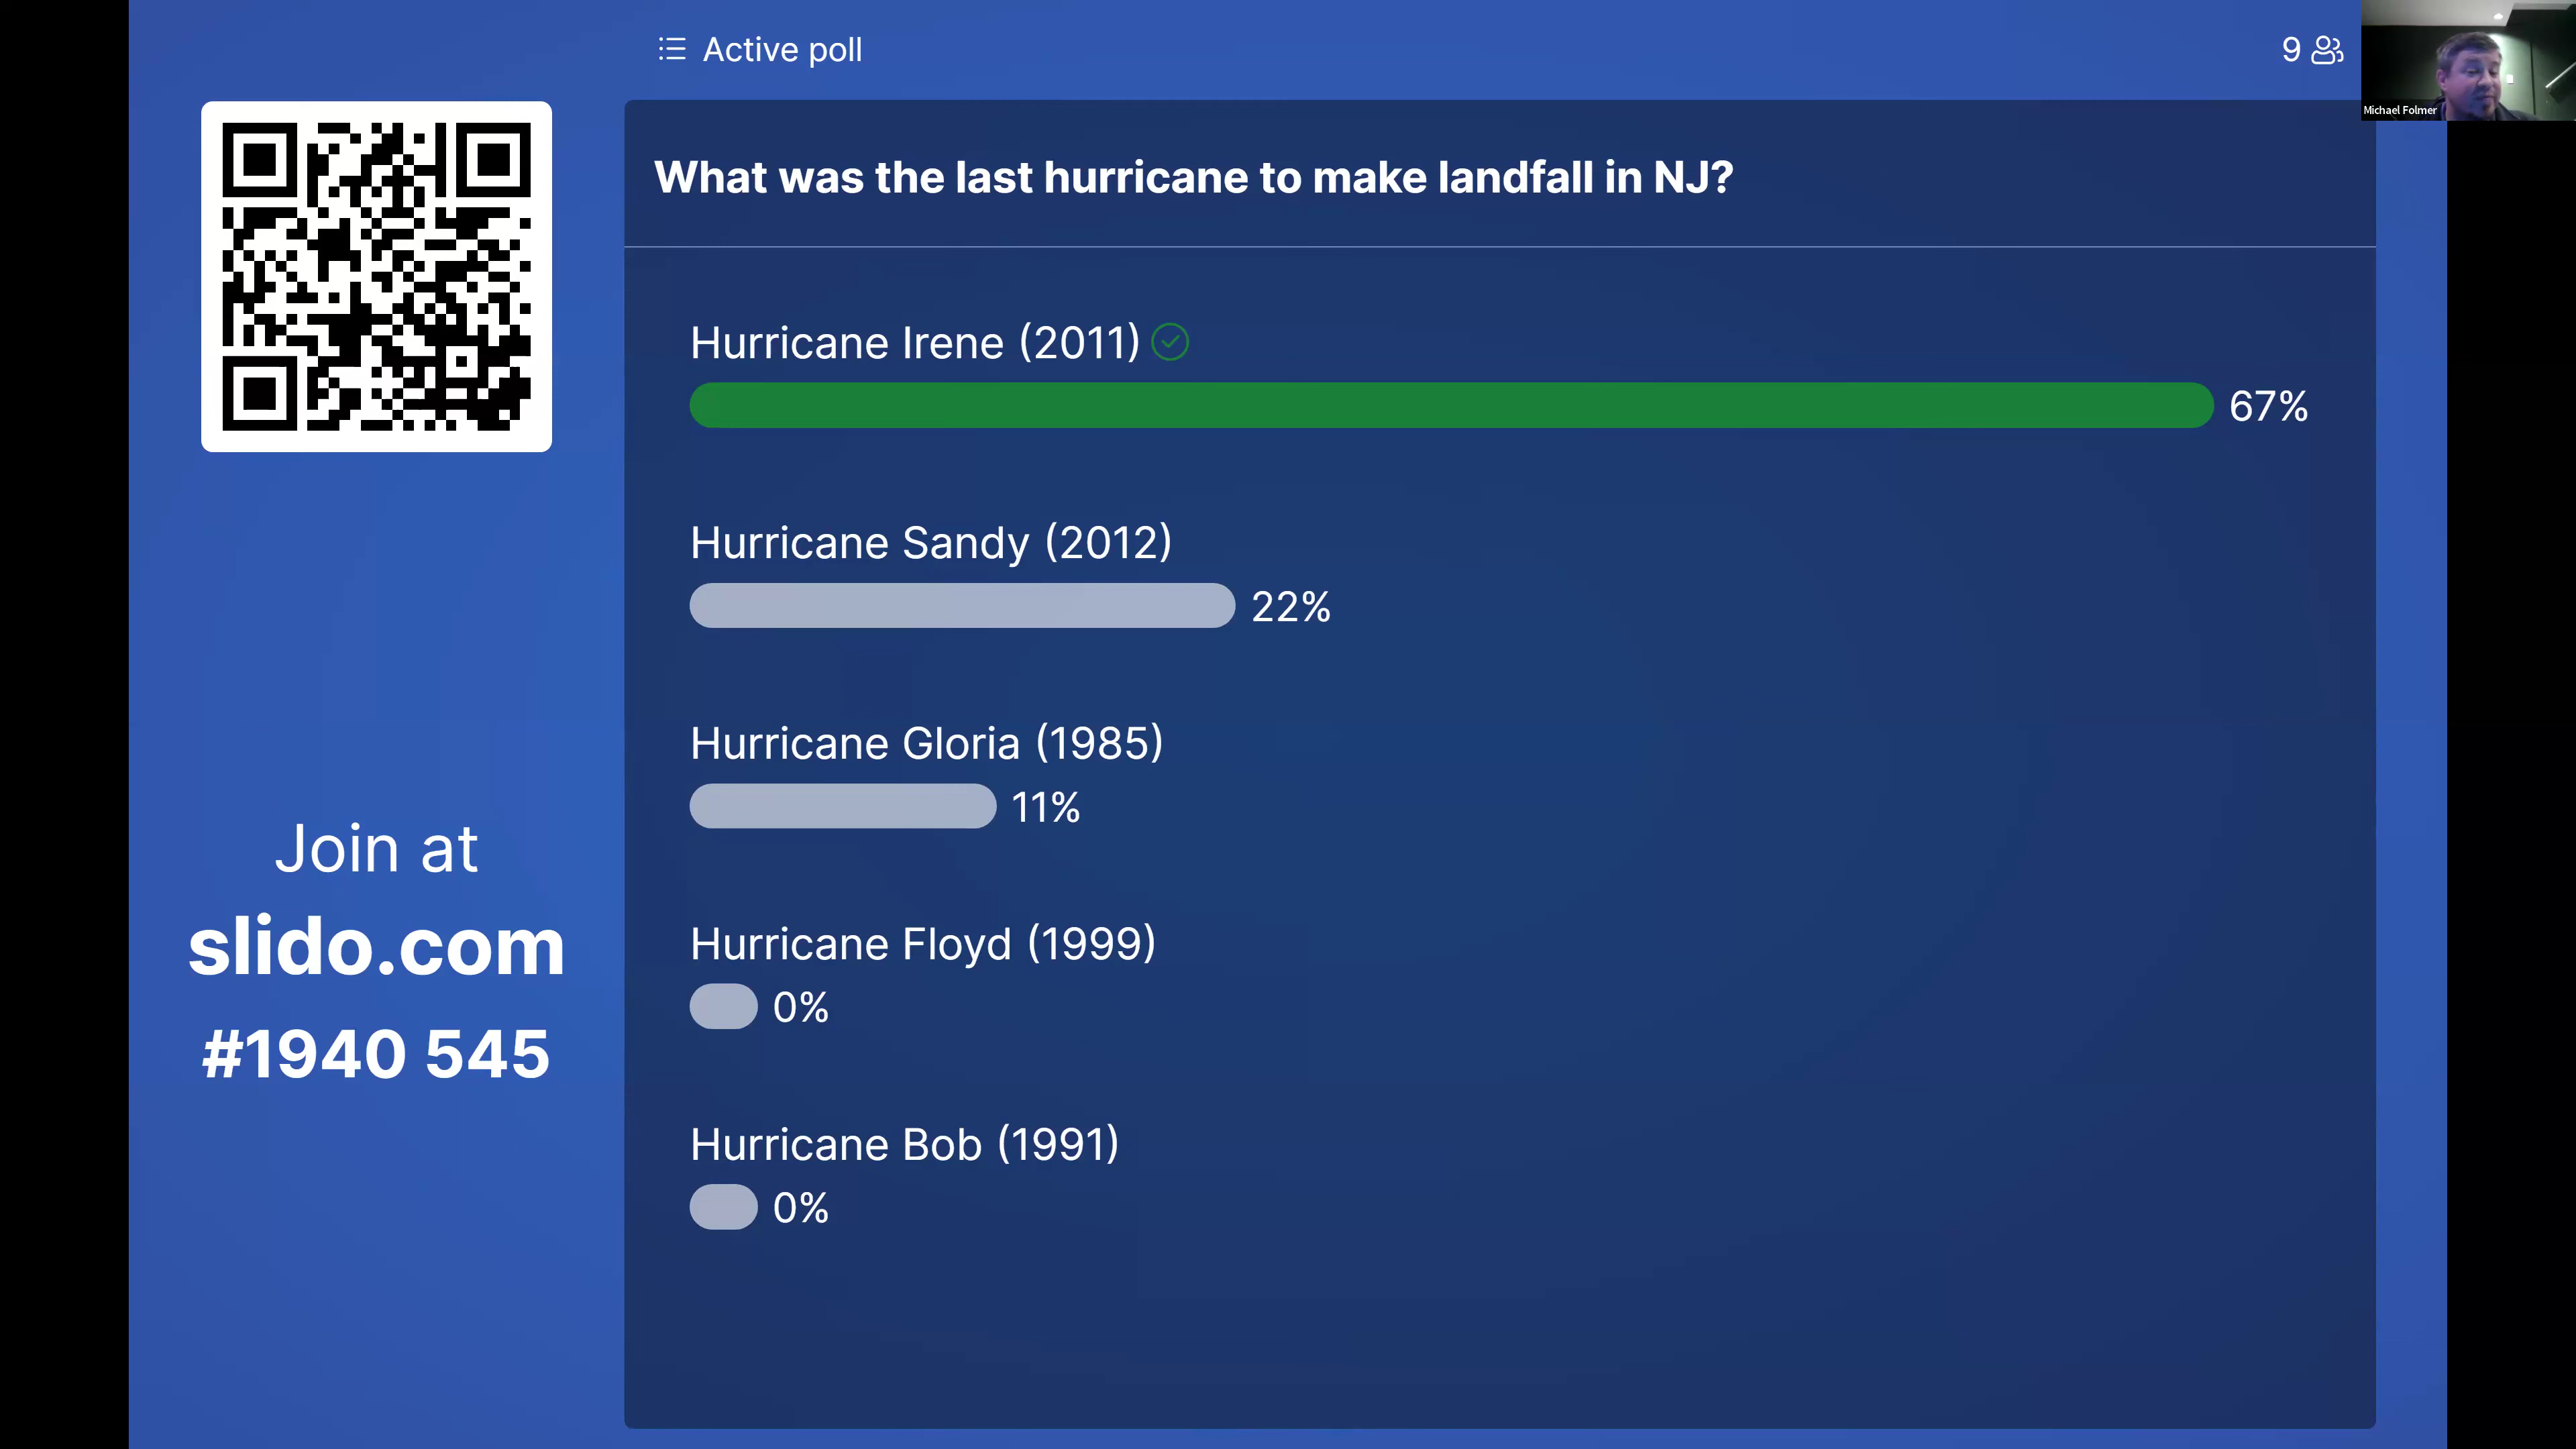 Active poll
9
Michael Folmer
What was the last hurricane to make landfall in NJ?
Hurricane Irene (2011)
67%
Hurricane Sandy (2012)
22%
Hurricane Gloria (1985)
11%
Hurricane Floyd (1999)
0%
Hurricane Bob (1991)
0%
Join at
slido.com
#1940 545